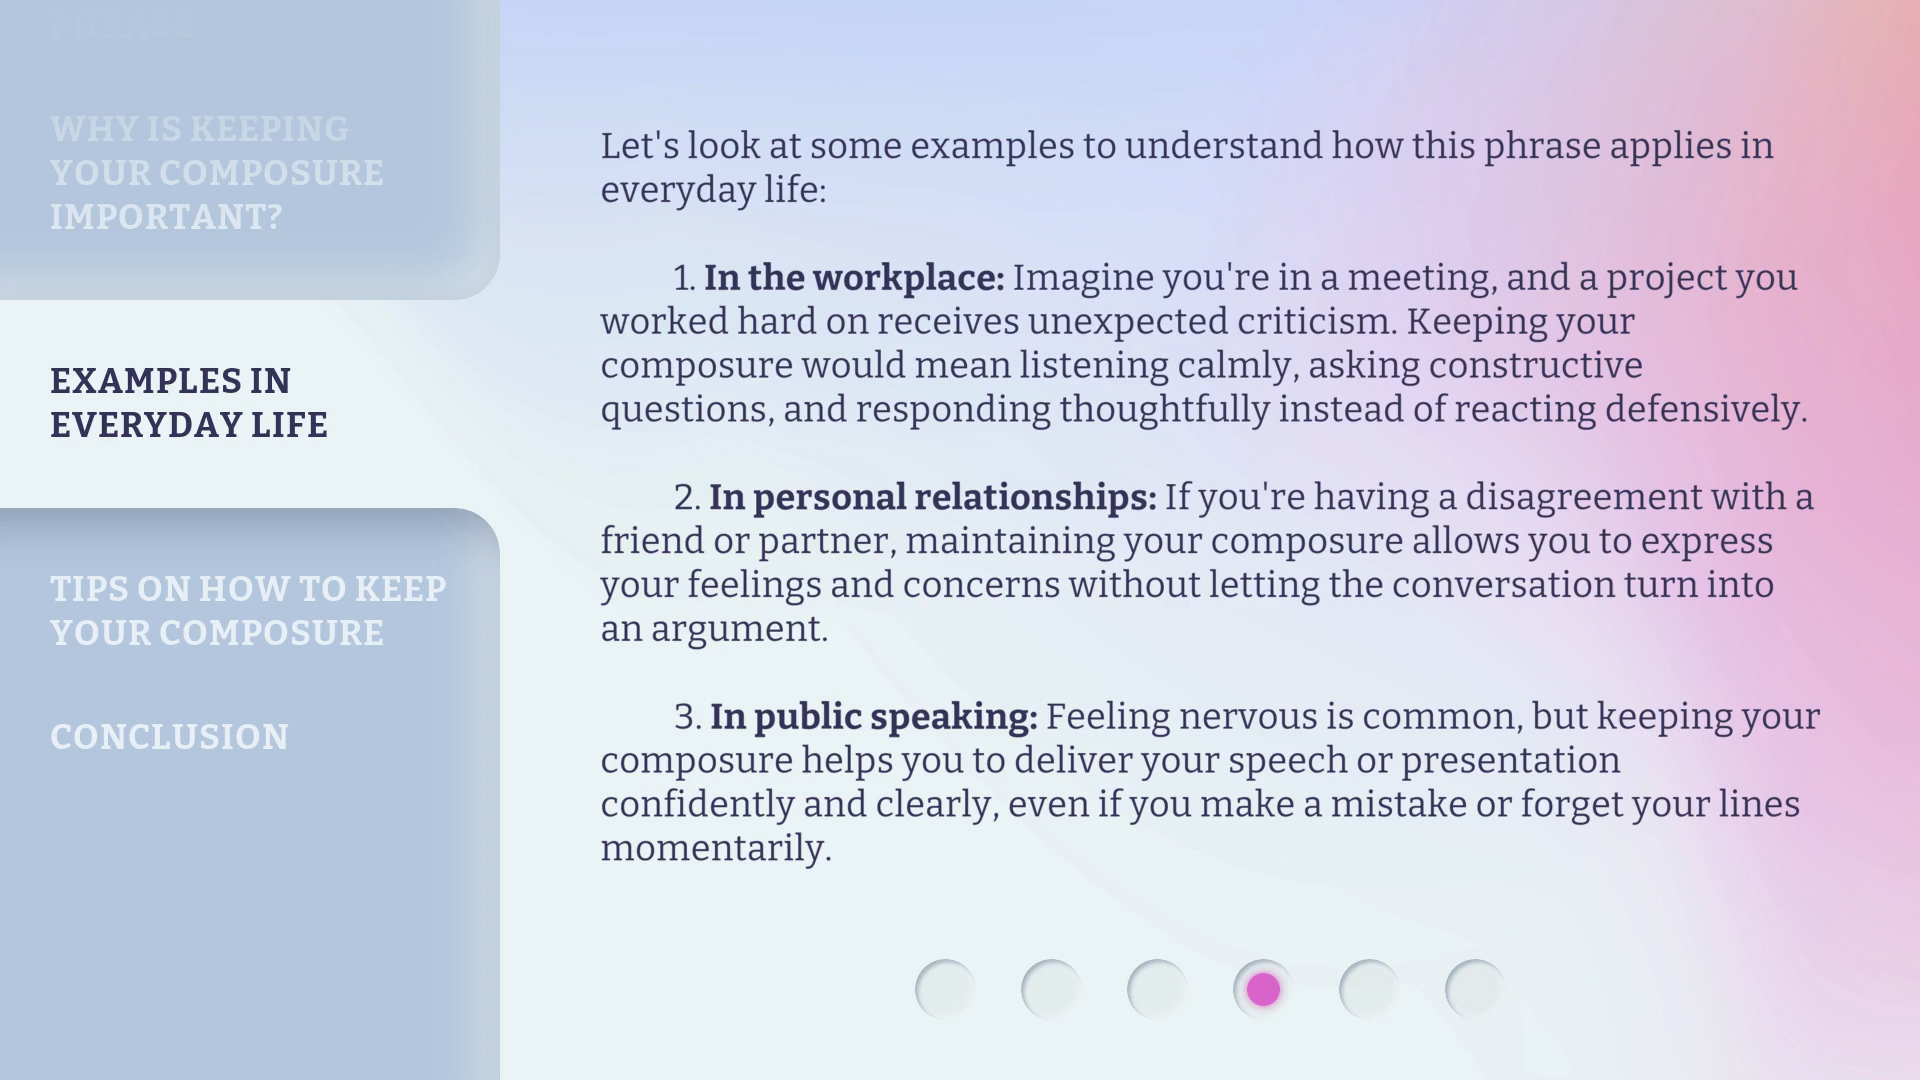 PHRASE
WHY IS KEEPING
YOUR COMPOSURE
IMPORTANT?
EXAMPLES IN
EVERYDAY LIFE
TIPS ON HOW TO KEEP
YOUR COMPOSURE
CONCLUSION
Let's look at some examples to understand how this phrase applies in
everyday life:
1. In the workplace: Imagine you're in a meeting, and a project you
worked hard on receives unexpected criticism. Keeping your
composure would mean listening calmly, asking constructive
questions, and responding thoughtfully instead of reacting defensively.
2. In personal relationships: If you're having a disagreement with a
friend or partner, maintaining your composure allows you to express
your feelings and concerns without letting the conversation turn into
an argument.
3. In public speaking: Feeling nervous is common, but keeping your
composure helps you to deliver your speech or presentation
confidently and clearly, even if you make a mistake or forget your lines
momentarily.